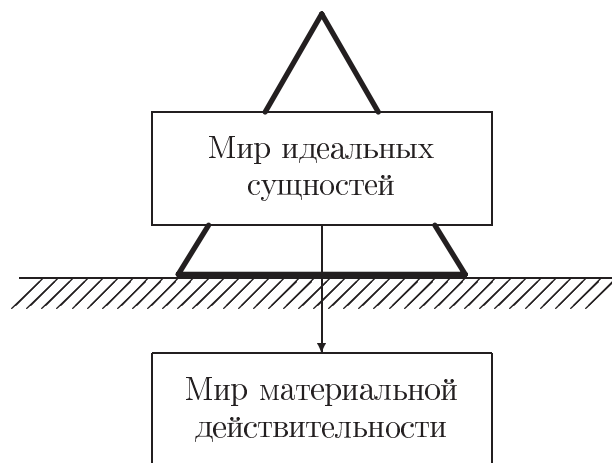 Мир идеальных
сущностей
Мир материальной
действительности